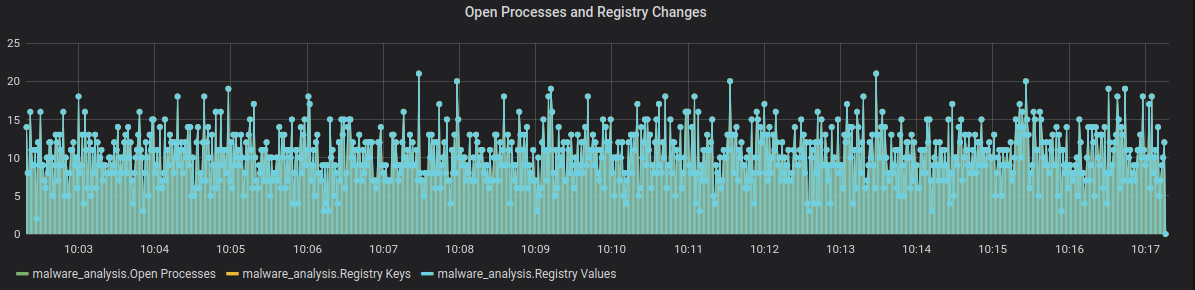 Open Processes and Registry Changes
25
20
15
10
5
0
10:03 10:04 10:05 10:06 10:07 10:08 10:09 10:10 10:11 10:12 10:13 10:14 10:15 10:16 10:17
malware_analysis.Open Processes malware_analysis.Registry Keys malware_analysis.Registry Values